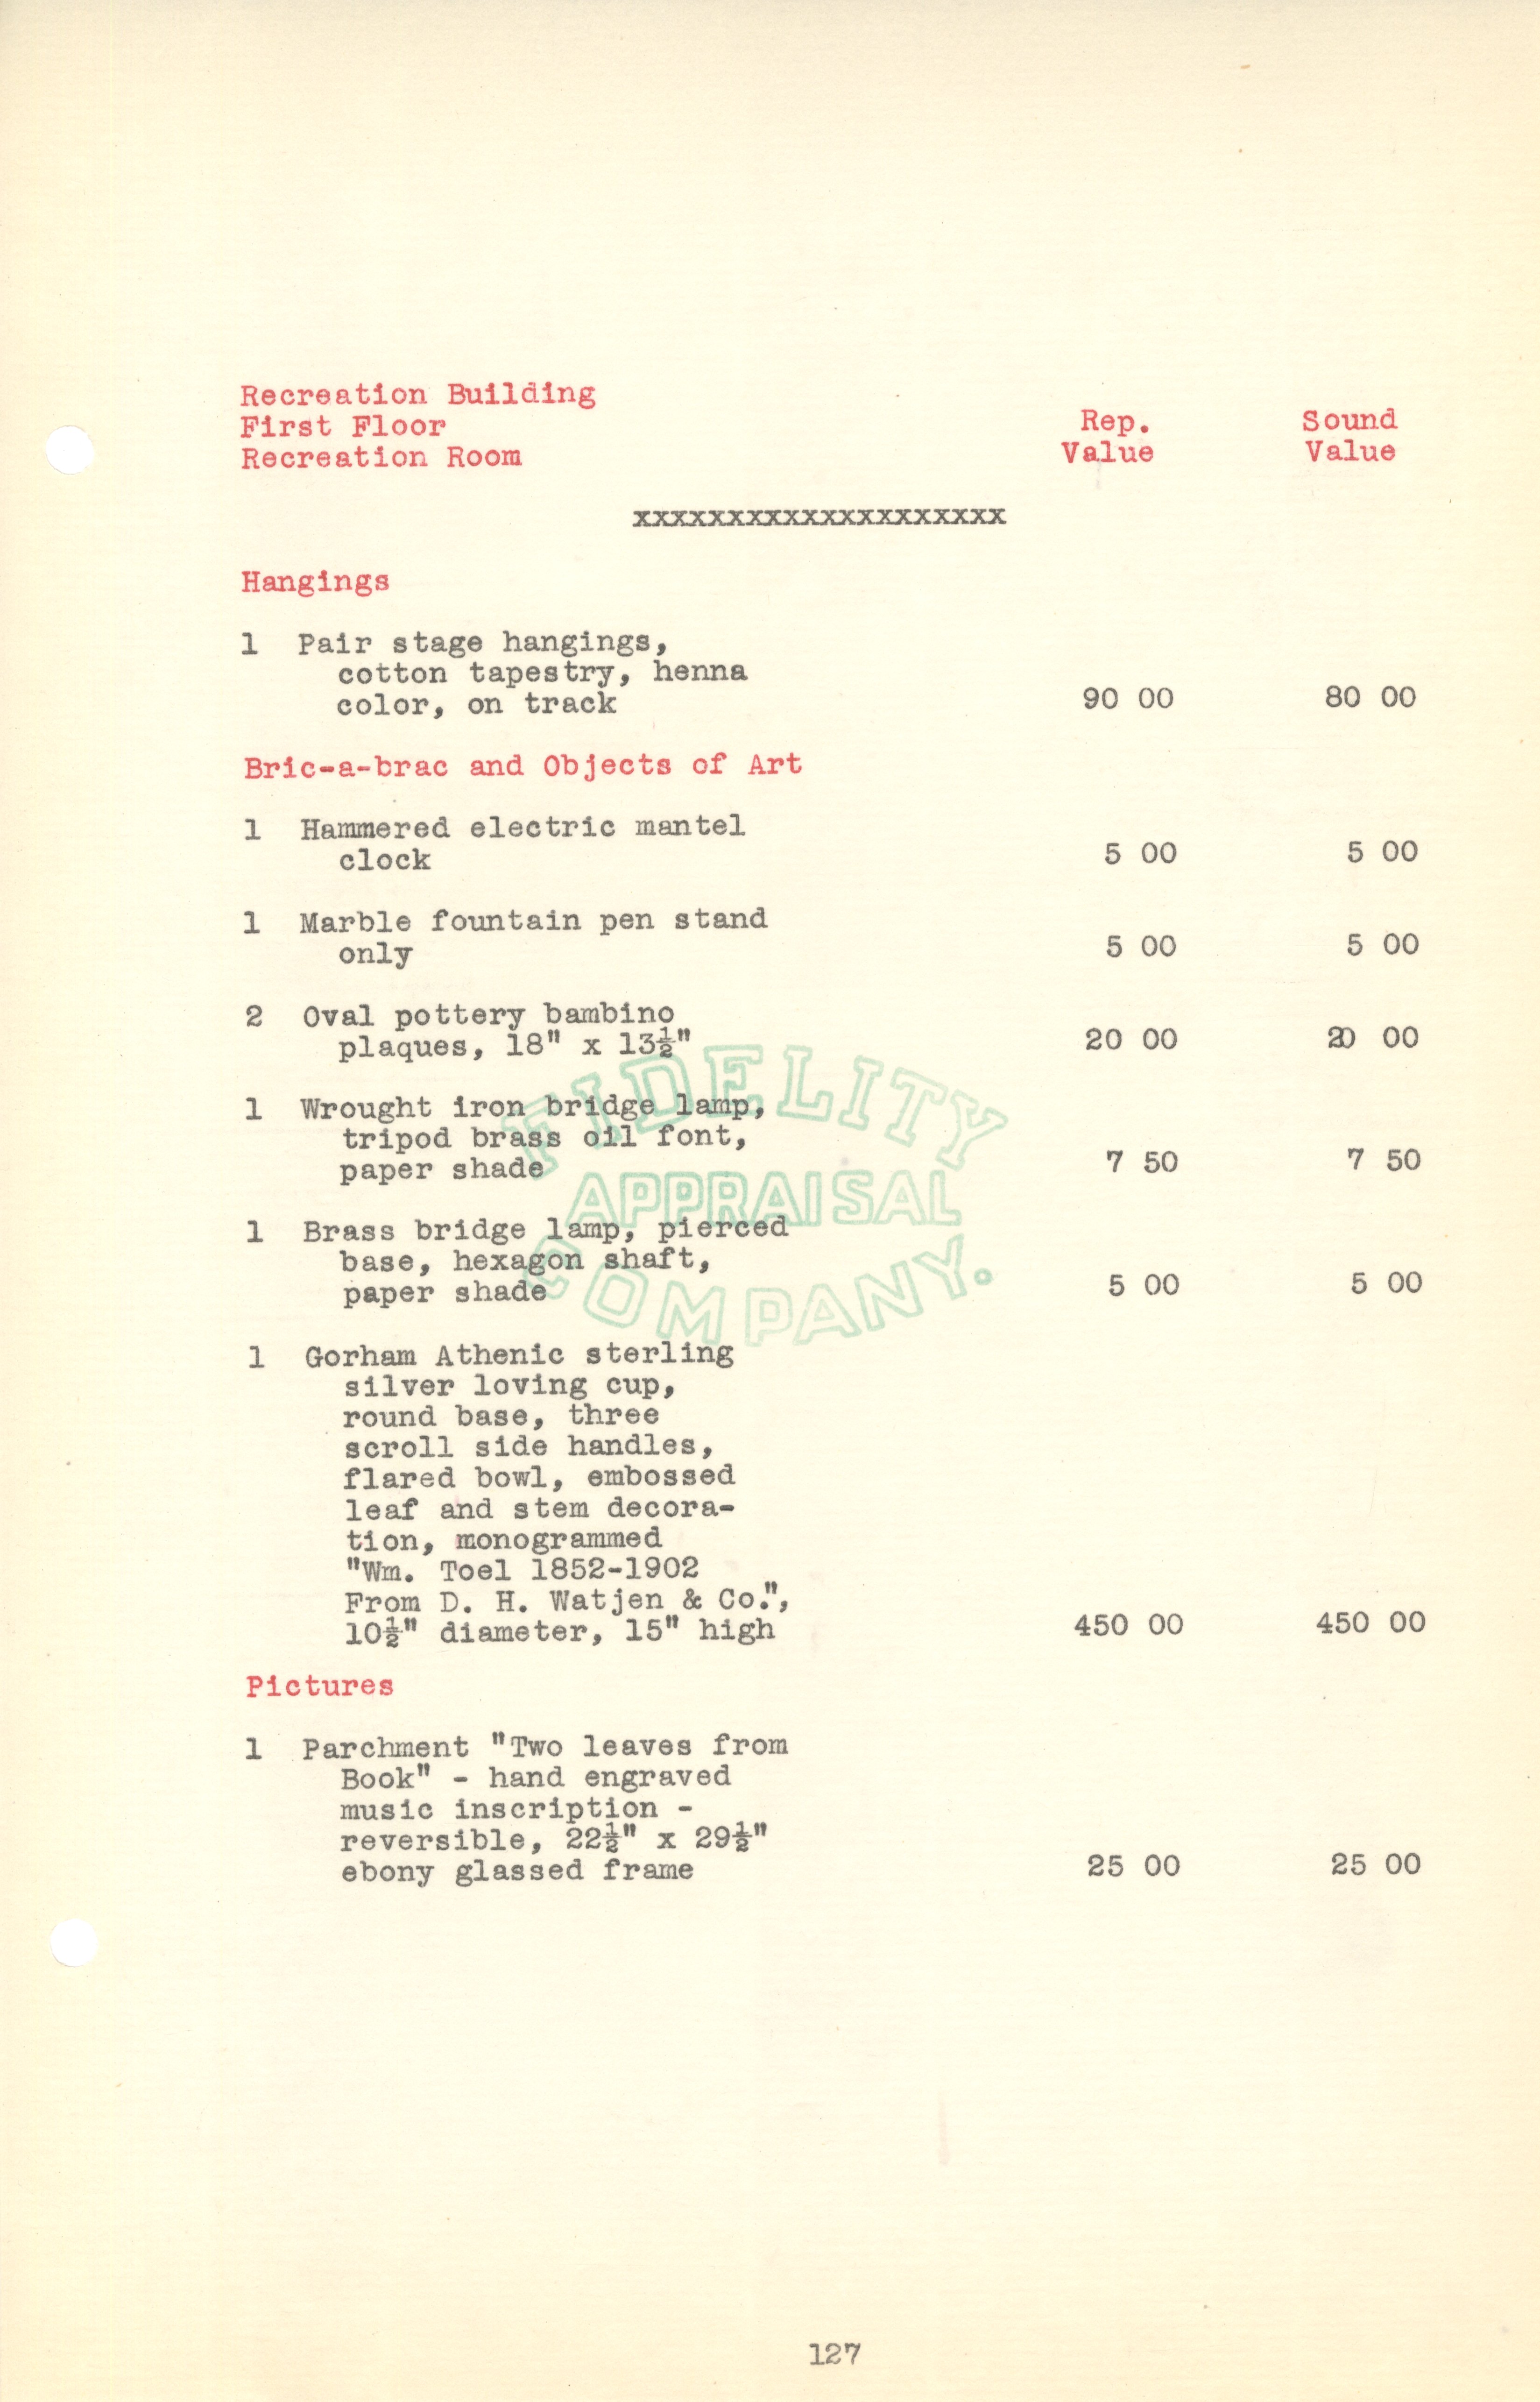 Recreation Building
First Floor
Recreation Room
Rep. Value
Sound Value
xxxxxxxxxxxxxxxxxxxx
Hangings
1 Pair stage hangings,
cotton tapestry, henna
color, on track 90 00 80 00
Bric-a-brac and Objects of Art
1 Hammered electric mantel
clock 5 00 5 00
1 Marble fountain pen stand
only 5 00 5 00
2 Oval pottery bambino
plaques, 18" x 13½" 20 00 20 00
1 Wrought iron bridge lamp,
tripod brass oil font,
paper shade 7 50 7 50
1 Brass bridge lamp, pierced
base, hexagon shaft,
paper shade 5 00 5 00
1 Gorham Athenic sterling
silver loving cup,
round base, three
scroll side handles,
flared bowl, embossed
leaf and stem decora-
tion, monogrammed
"Wm. Toel 1852-1902
From D. H. Watjen & Co.",
10½" diameter, 15" high 450 00 450 00
Pictures
1 Parchment "Two leaves from
Book" - hand engraved
music inscription -
reversible, 22½" x 29½"
ebony glassed frame 25 00 25 00
FIDELITY
APPRAISAL
COMPANY.
127